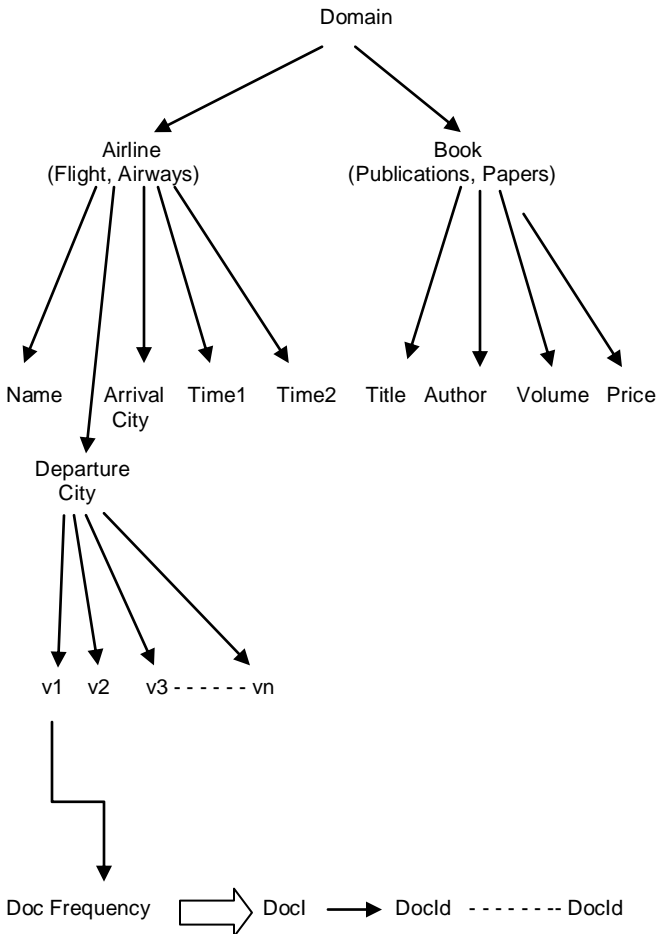 Domain
Airline
(Flight, Airways)
Book
(Publications, Papers)
Name
Arrival
City
Time1
Time2
Title
Author
Volume
Price
Departure
City
v1
v2
v3 - - - - - - vn
Doc Frequency
DocI
DocId - - - - - - - -- DocId